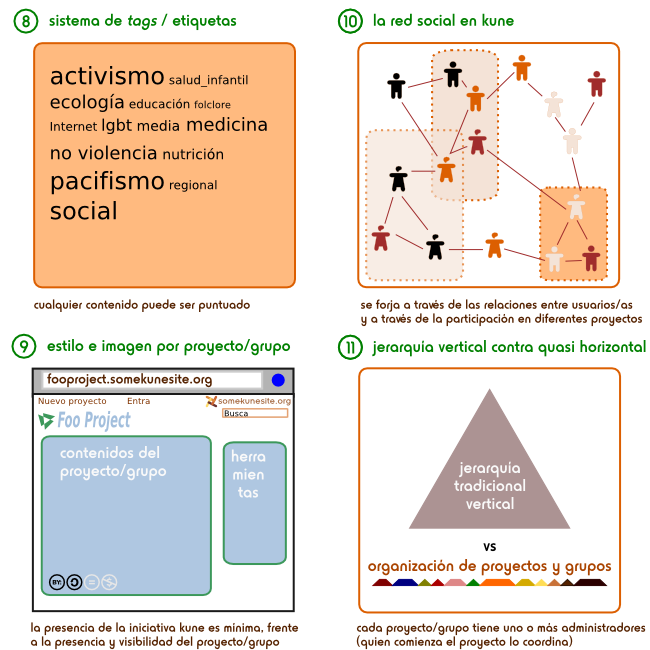 8 sistema de tags / etiquetas
activismo salud_infantil
ecología educación folclore
Internet lgbt media medicina
no violencia nutrición
pacifismo regional
social
cualquier contenido puede ser puntuado
10 la red social en kune
se forja a través de las relaciones entre usuarios/as
y a través de la participación en diferentes proyectos
9 estilo e imagen por proyecto/grupo
fooproject.somekunesite.org
Nuevo proyecto Entra somekunesite.org
Busca
Foo Project
contenidos del
proyecto/grupo
herra
mien
tas
BY:
la presencia de la iniciativa kune es mínima, frente
a la presencia y visibilidad del proyecto/grupo
11 jerarquia vertical contra quasi horizontal
jerarquia
tradicional
vertical
vs
organización de proyectos y grupos
cada proyecto/grupo tiene uno o más administradores
(quien comienza el proyecto lo coordina)